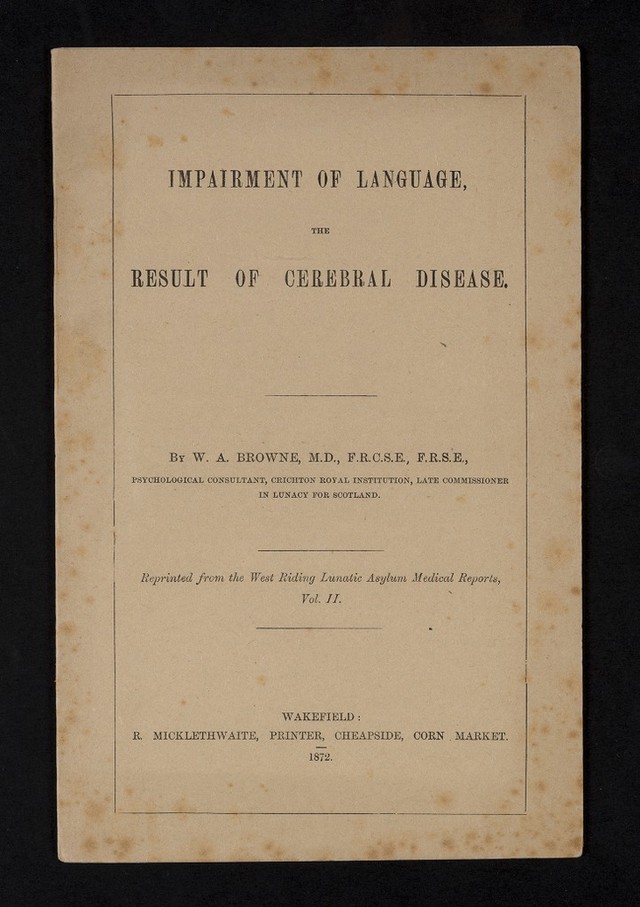 IMPAIRMENT OF LANGUAGE,
THE
RESULT OF CEREBRAL DISEASE.
By W. A. BROWNE, M.D., F.R.C.S.E., F.R.S.E.,
PSYCHOLOGICAL CONSULTANT, CRICHTON ROYAL INSTITUTION, LATE COMMISSIONER
IN LUNACY FOR SCOTLAND.
Reprinted from the West Riding Lunatic Asylum Medical Reports,
Vol. II.
WAKEFIELD:
R. MICKLETHWAITE, PRINTER, CHEAPSIDE, CORN MARKET.
1872.